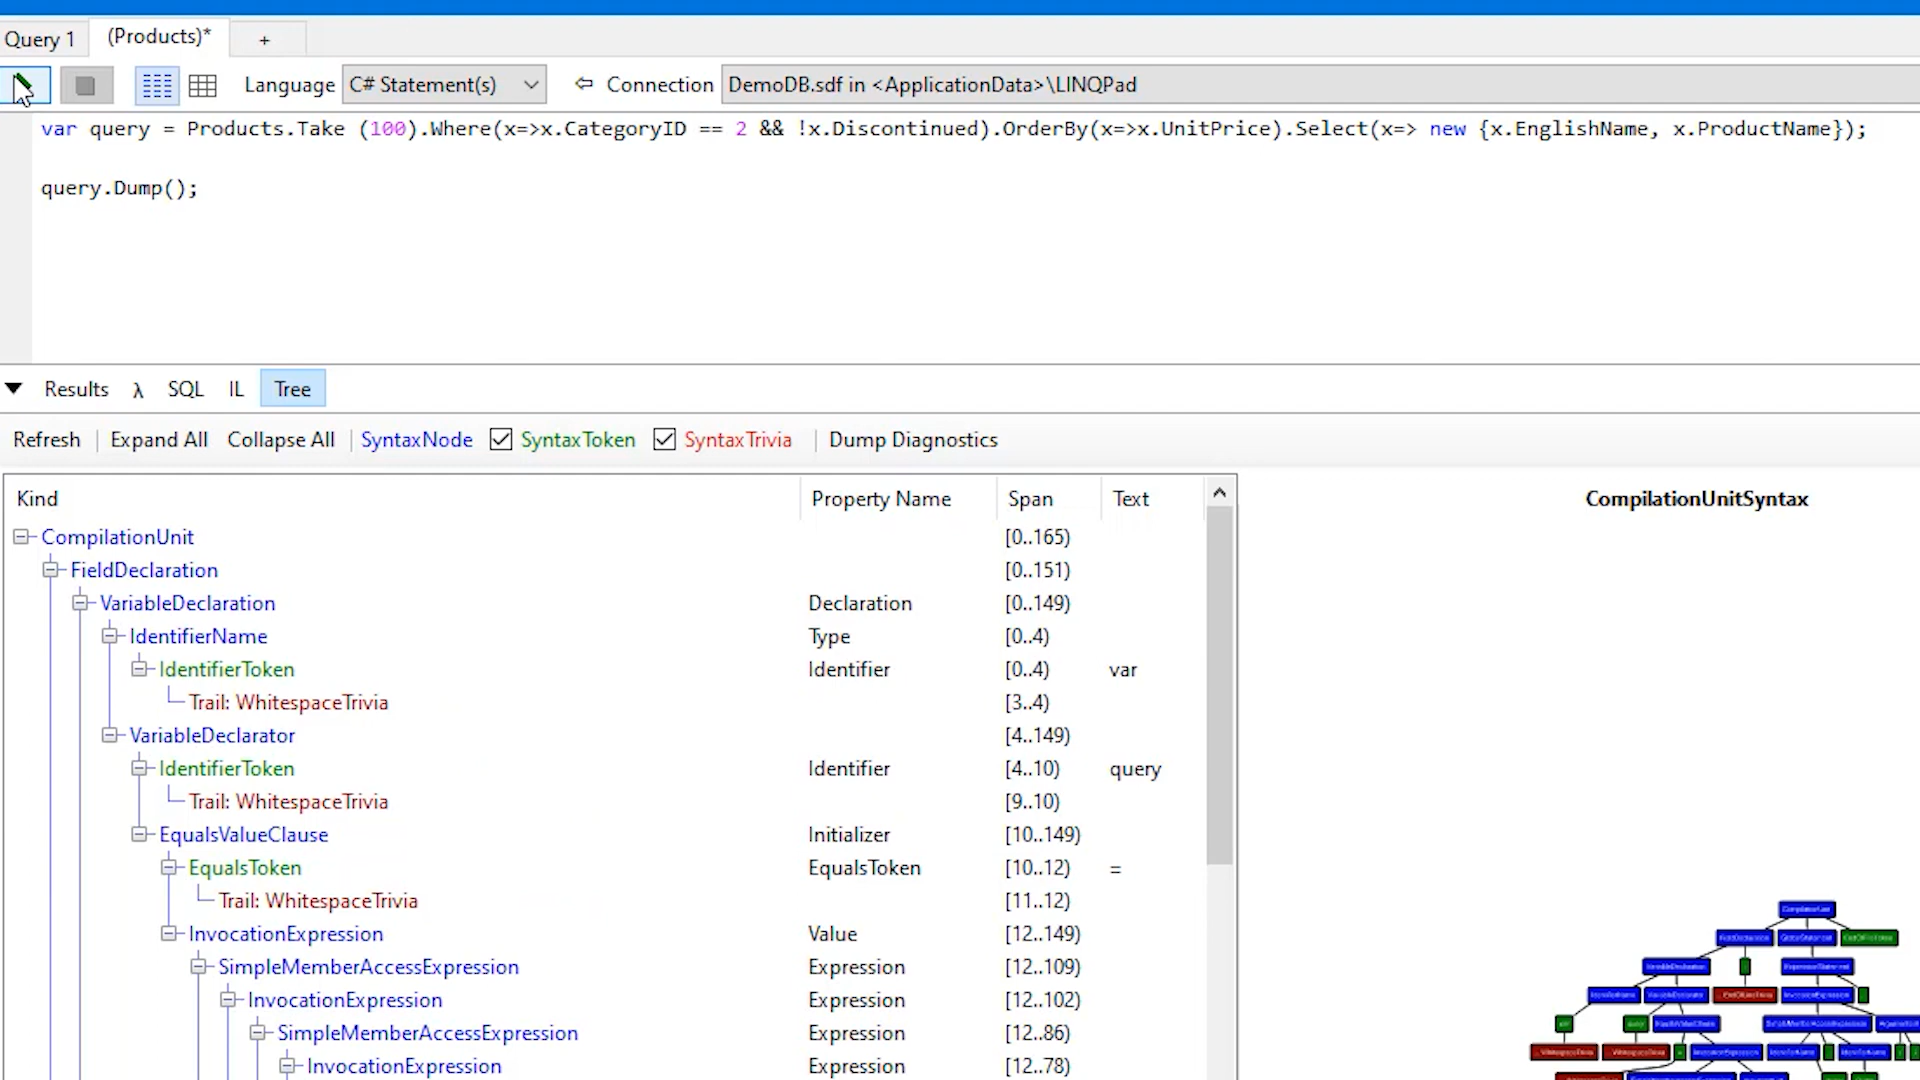 Query 1 (Products)* +
Language C# Statement(s) Connection DemoDB.sdf in <ApplicationData>\LINQPad
var query = Products.Take (100).Where(x=>x.CategoryID == 2 && !x.Discontinued).OrderBy(x=>x.UnitPrice).Select(x=> new {x.EnglishName, x.ProductName});
query.Dump();
Results λ SQL IL Tree
Refresh Expand All Collapse All SyntaxNode SyntaxToken SyntaxTrivia Dump Diagnostics
Kind Property Name Span Text CompilationUnitSyntax
CompilationUnit [0..165)
FieldDeclaration [0..151)
VariableDeclaration Declaration [0..149)
IdentifierName Type [0..4)
IdentifierToken Identifier [0..4) var
Trail: WhitespaceTrivia [3..4)
VariableDeclarator [4..149)
IdentifierToken Identifier [4..10) query
Trail: WhitespaceTrivia [9..10)
EqualsValueClause Initializer [10..149)
EqualsToken EqualsToken [10..12) =
Trail: WhitespaceTrivia [11..12)
InvocationExpression Value [12..149)
SimpleMemberAccessExpression Expression [12..109)
InvocationExpression Expression [12..102)
SimpleMemberAccessExpression Expression [12..86)
InvocationExpression Expression [12..78)